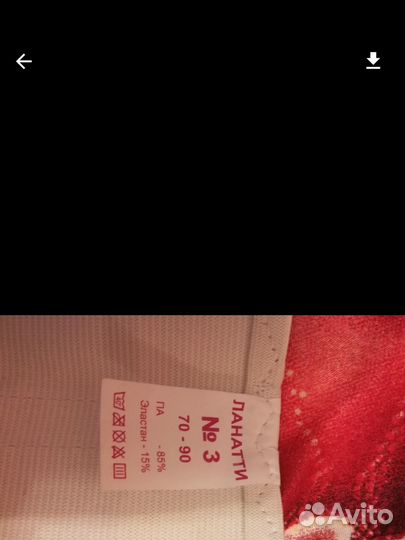 ЛАНАТТИ
№ 3
70 - 90
ПА - 85%
Эластан - 15%
Avito